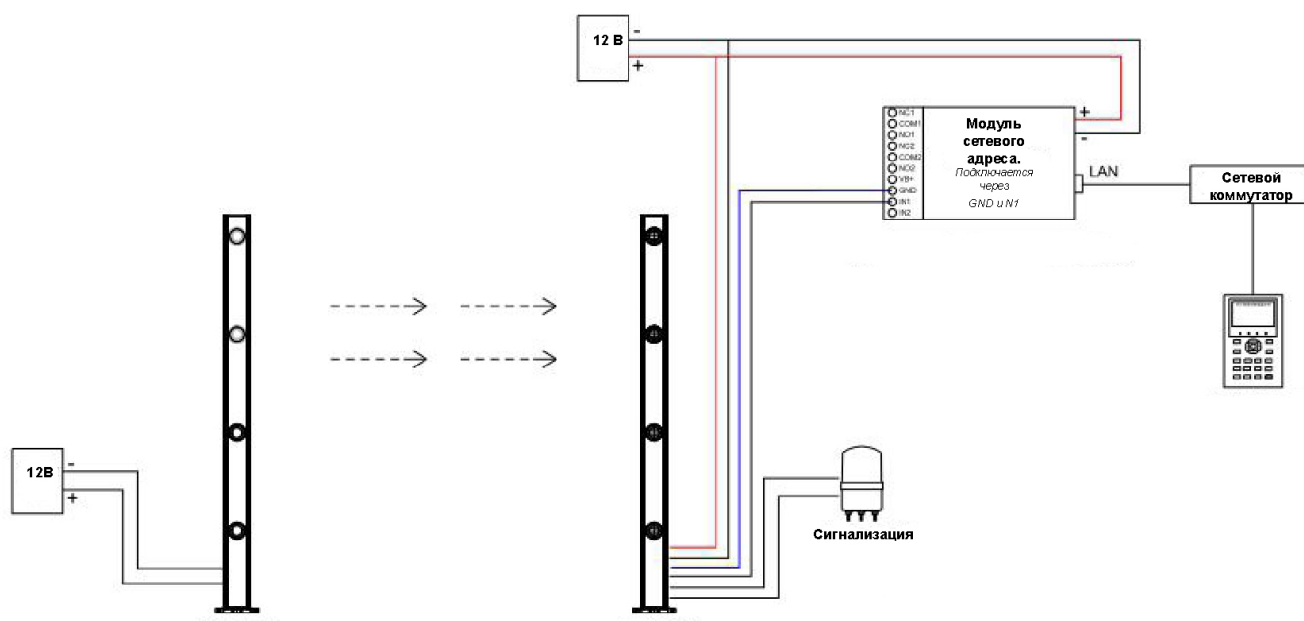 12 В
-
+
NC1
COM1
NO1
NC2
COM2
NO2
VB+
GND
IN1
IN2
Модуль
сетевого
адреса.
Подключается
через
GND и N1
+
-
LAN
Сетевой
коммутатор
12В
-
+
Сигнализация